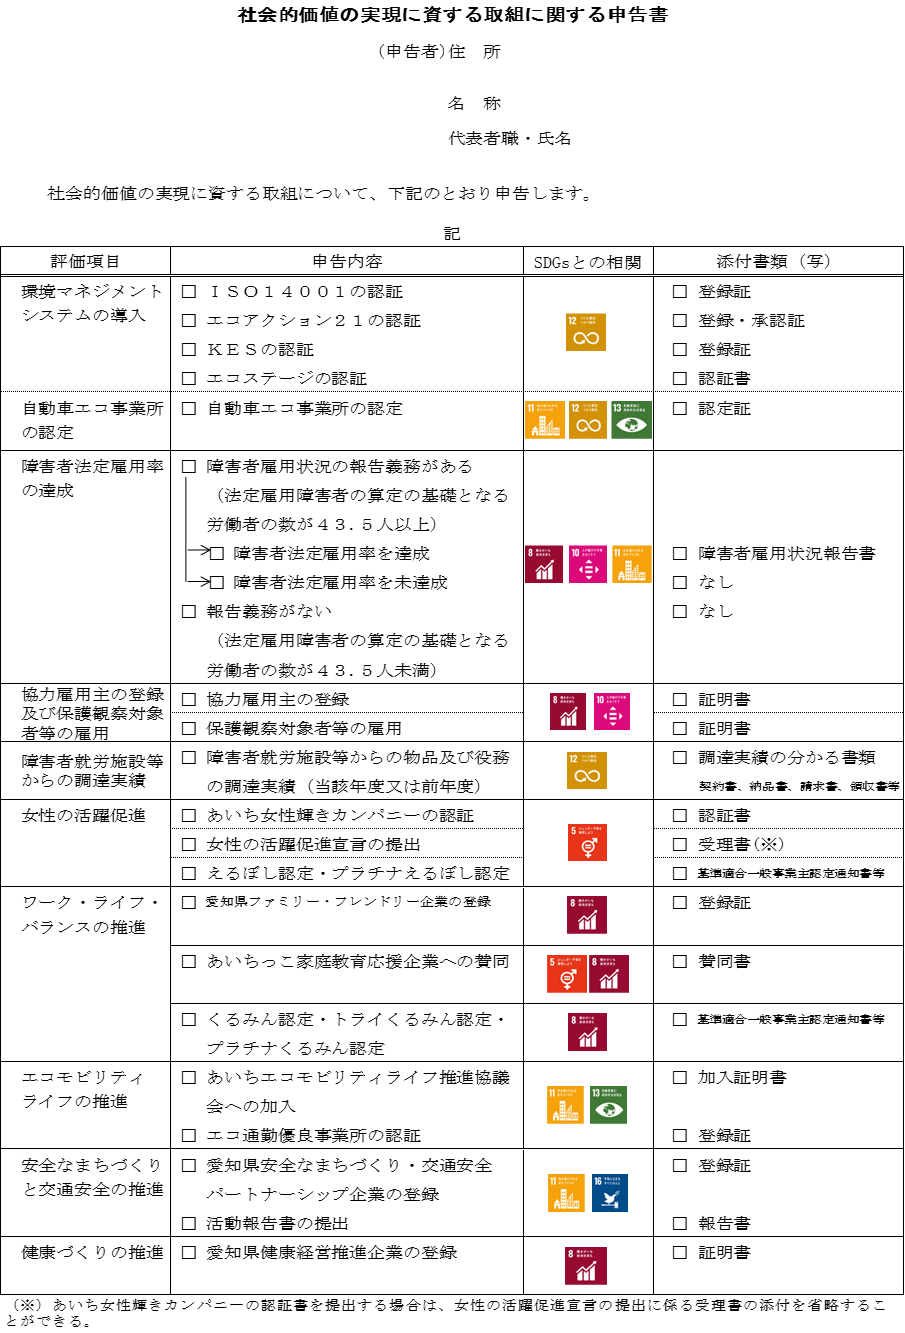 社会的価値の実現に資する取組に関する申告書
(申告者)住　所
名　称
代表者職・氏名
社会的価値の実現に資する取組について、下記のとおり申告します。
記
評価項目　申告内容　SDGsとの相関　添付書類（写）
環境マネジメント
システムの導入
□ ＩＳＯ１４００１の認証　□ 登録証
□ エコアクション２１の認証　□ 登録・承認証
□ ＫＥＳの認証　□ 登録証
□ エコステージの認証　□ 認証書
12
自動車エコ事業所
の認定
□ 自動車エコ事業所の認定　□ 認定証
11 12 13
障害者法定雇用率
の達成
□ 障害者雇用状況の報告義務がある
（法定雇用障害者の算定の基礎となる
労働者の数が４３.５人以上）
□ 障害者法定雇用率を達成　□ 障害者雇用状況報告書
□ 障害者法定雇用率を未達成　□ なし
□ 報告義務がない　□ なし
（法定雇用障害者の算定の基礎となる
労働者の数が４３.５人未満）
8 10 11
協力雇用主の登録
及び保護観察対象
者等の雇用
□ 協力雇用主の登録　□ 証明書
□ 保護観察対象者等の雇用　□ 証明書
8 10
障害者就労施設等
からの調達実績
□ 障害者就労施設等からの物品及び役務　□ 調達実績の分かる書類
の調達実績（当該年度又は前年度）　契約書、納品書、請求書、領収書等
12
女性の活躍促進
□ あいち女性輝きカンパニーの認証　□ 認証書
□ 女性の活躍促進宣言の提出　□ 受理書(※)
□ えるぼし認定・プラチナえるぼし認定　□ 基準適合一般事業主認定通知書等
5
ワーク・ライフ・
バランスの推進
□ 愛知県ファミリー・フレンドリー企業の登録　□ 登録証
8
□ あいちっこ家庭教育応援企業への賛同　□ 賛同書
5 8
□ くるみん認定・トライくるみん認定・　□ 基準適合一般事業主認定通知書等
プラチナくるみん認定
8
エコモビリティ
ライフの推進
□ あいちエコモビリティライフ推進協議　□ 加入証明書
会への加入
□ エコ通勤優良事業所の認証　□ 登録証
11 13
安全なまちづくり
と交通安全の推進
□ 愛知県安全なまちづくり・交通安全　□ 登録証
パートナーシップ企業の登録
□ 活動報告書の提出　□ 報告書
11 16
健康づくりの推進
□ 愛知県健康経営推進企業の登録　□ 証明書
8
（※）あいち女性輝きカンパニーの認証書を提出する場合は、女性の活躍促進宣言の提出に係る受理書の添付を省略するこ
とができる。